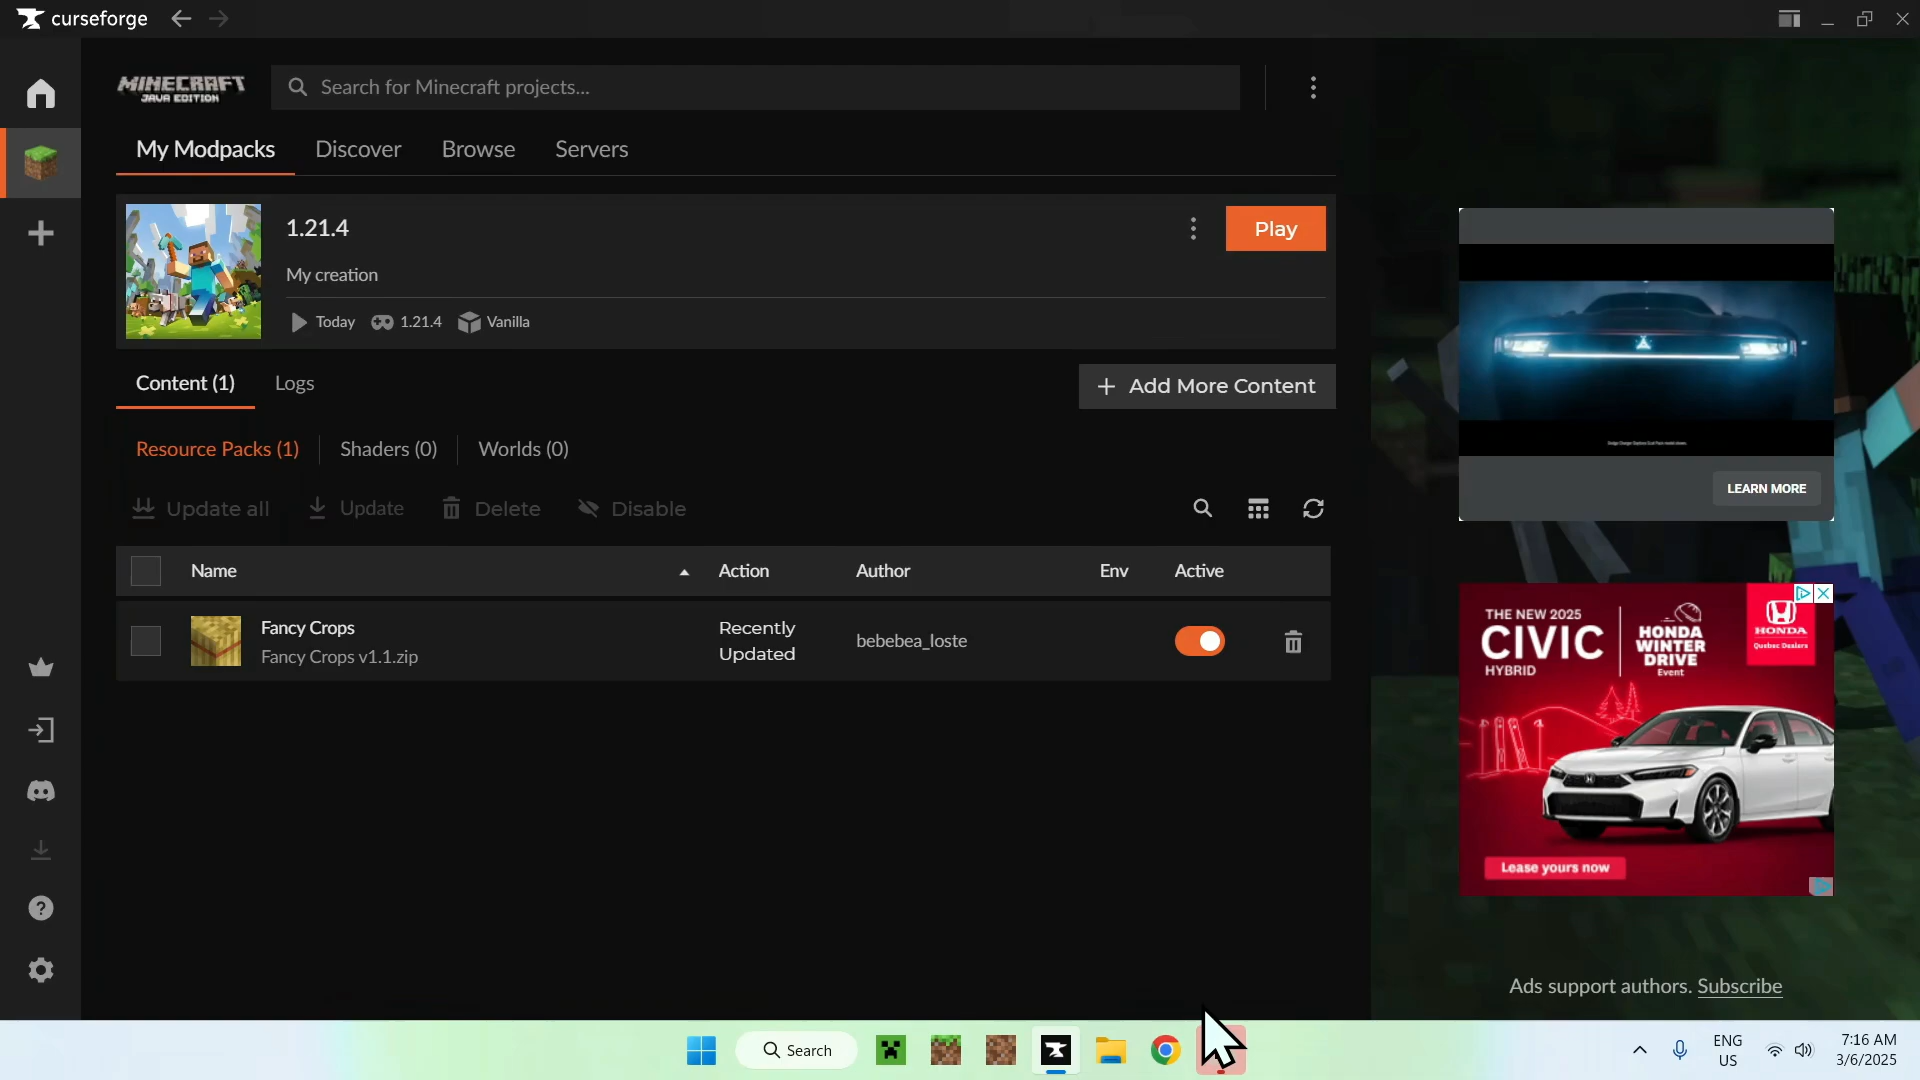 curseforge
MINECRAFT
JAVA EDITION
Search for Minecraft projects...
My Modpacks
Discover
Browse
Servers
1.21.4
Play
My creation
Today
1.21.4
Vanilla
Content (1)
Logs
Add More Content
Resource Packs (1)
Shaders (0)
Worlds (0)
Update all
Update
Delete
Disable
Name
Action
Author
Env
Active
Fancy Crops
Fancy Crops v1.1.zip
Recently
Updated
bebebea_loste
LEARN MORE
THE NEW 2025
CIVIC
HYBRID
HONDA
WINTER
DRIVE
Event
HONDA
Quebec Dealers
Lease yours now
Ads support authors. Subscribe
Search
ENG
US
7:16 AM
3/6/2025